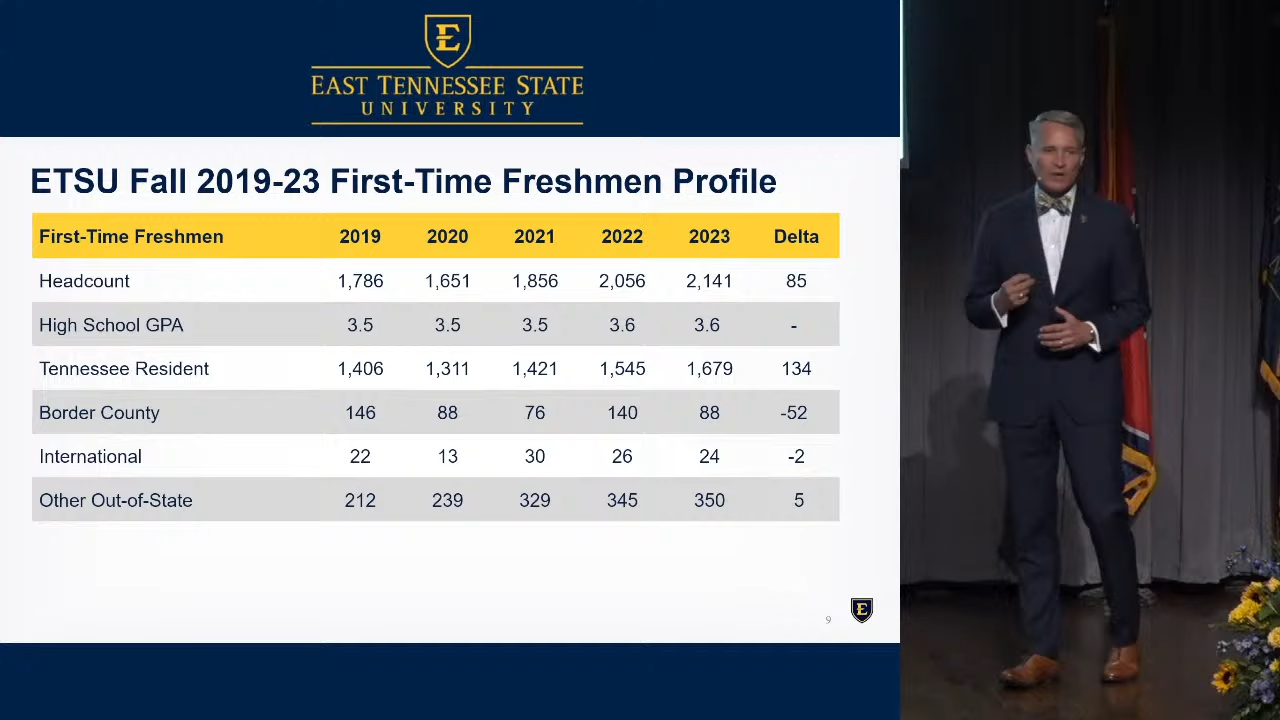 E
EAST TENNESSEE STATE
UNIVERSITY
ETSU Fall 2019-23 First-Time Freshmen Profile
First-Time Freshmen 2019 2020 2021 2022 2023 Delta
Headcount 1,786 1,651 1,856 2,056 2,141 85
High School GPA 3.5 3.5 3.5 3.6 3.6 -
Tennessee Resident 1,406 1,311 1,421 1,545 1,679 134
Border County 146 88 76 140 88 -52
International 22 13 30 26 24 -2
Other Out-of-State 212 239 329 345 350 5
9
E